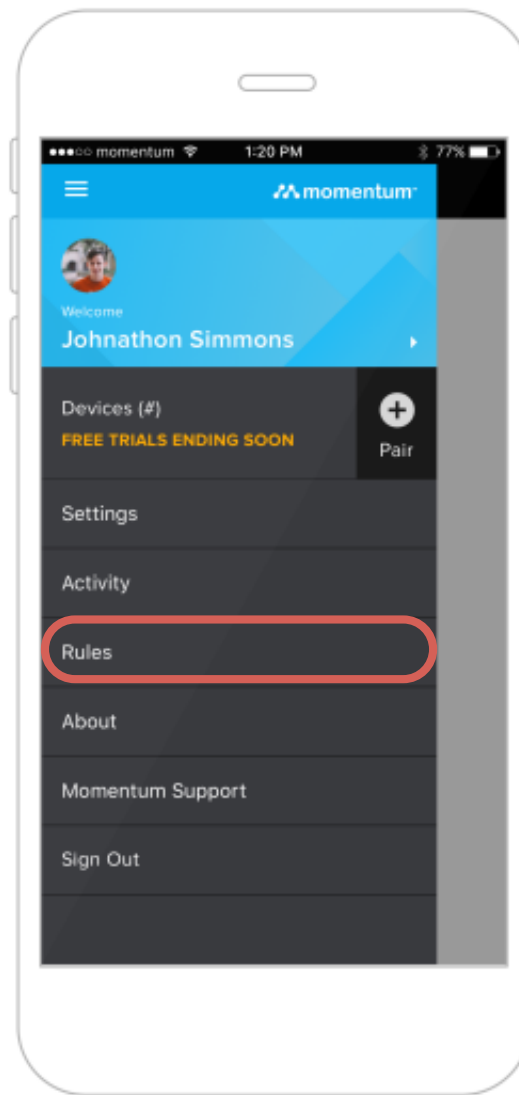 momentum 1:20 PM 77%
momentum
Welcome
Johnathon Simmons
Devices (#)
FREE TRIALS ENDING SOON
Pair
Settings
Activity
Rules
About
Momentum Support
Sign Out